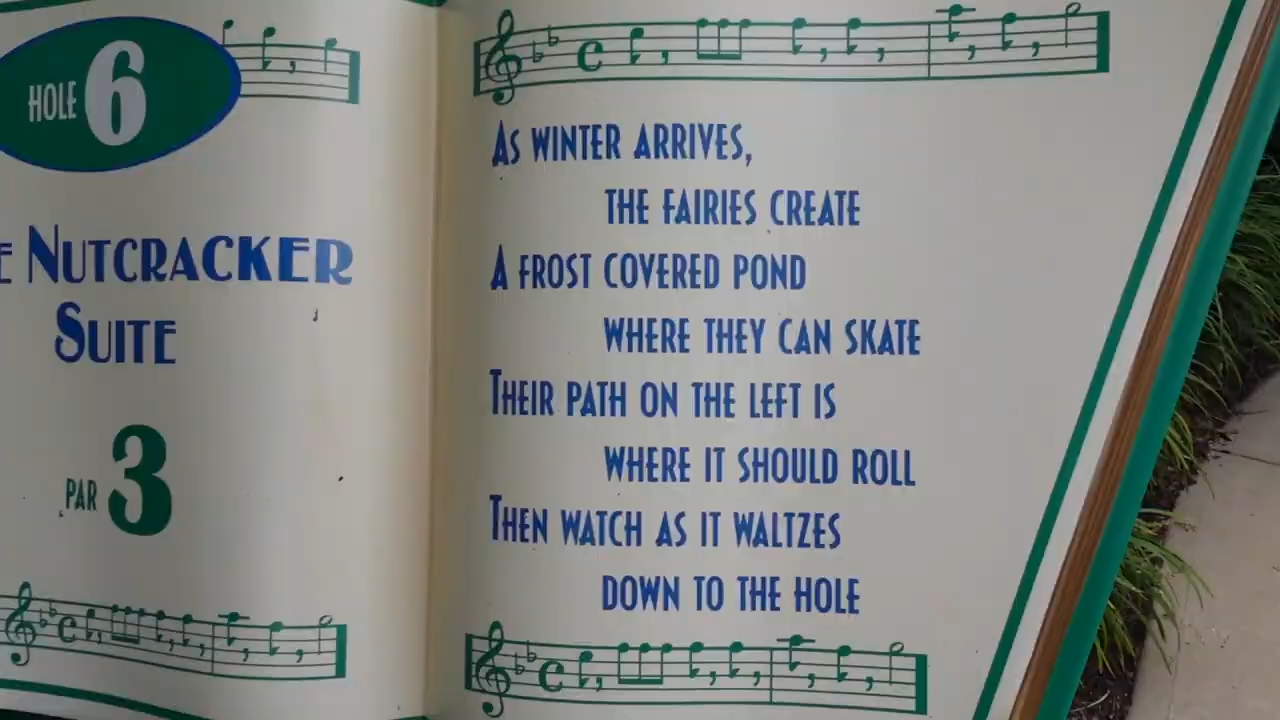 HOLE 6
NUTCRACKER
SUITE
PAR 3
AS WINTER ARRIVES,
THE FAIRIES CREATE
A FROST COVERED POND
WHERE THEY CAN SKATE
THEIR PATH ON THE LEFT IS
WHERE IT SHOULD ROLL
THEN WATCH AS IT WALTZES
DOWN TO THE HOLE